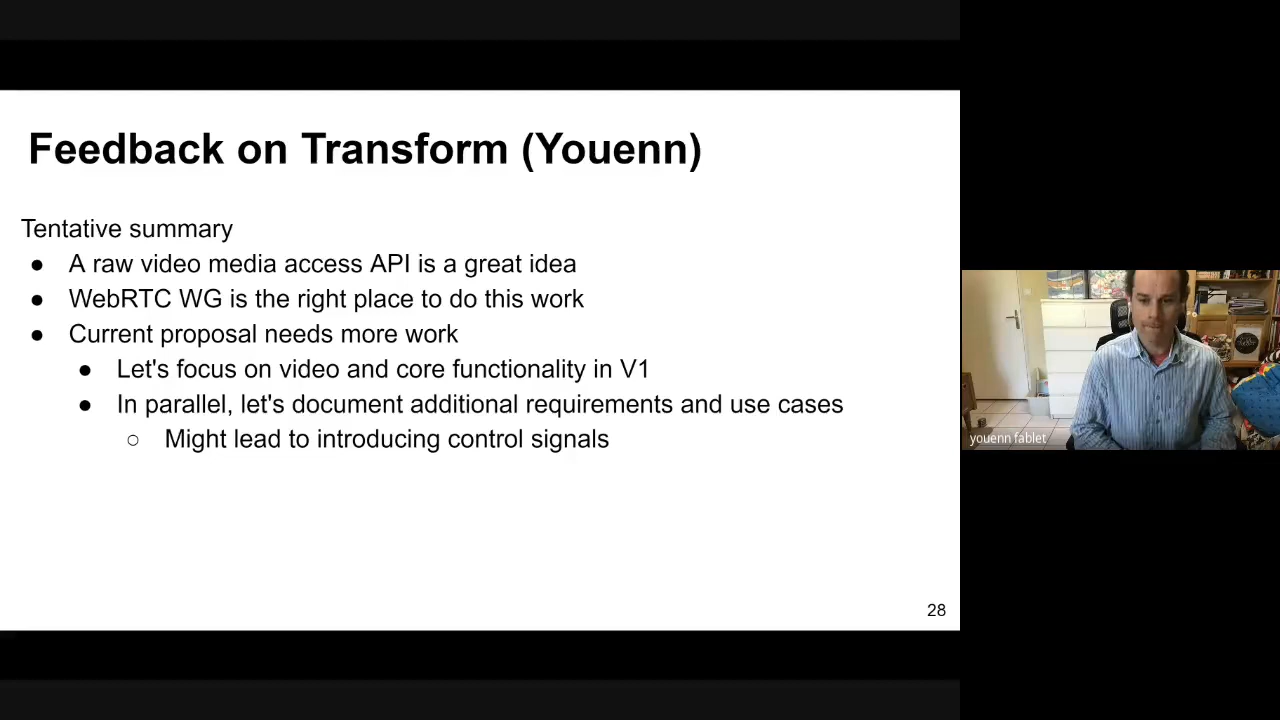 Feedback on Transform (Youenn)
Tentative summary
● A raw video media access API is a great idea
● WebRTC WG is the right place to do this work
● Current proposal needs more work
● Let's focus on video and core functionality in V1
● In parallel, let's document additional requirements and use cases
○ Might lead to introducing control signals
28
youenn fablet